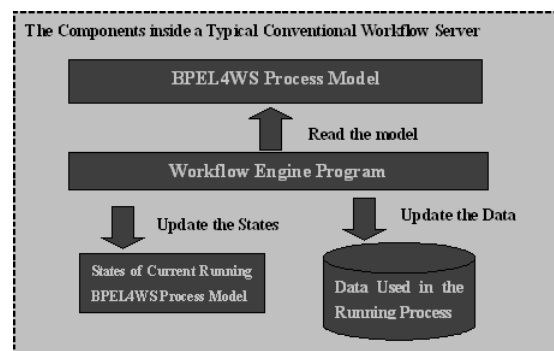 The Components inside a Typical Conventional Workflow Server
BPEL4WS Process Model
Read the model
Workflow Engine Program
Update the States
Update the Data
States of Current Running
BPEL4WS Process Model
Data Used in the
Running Process